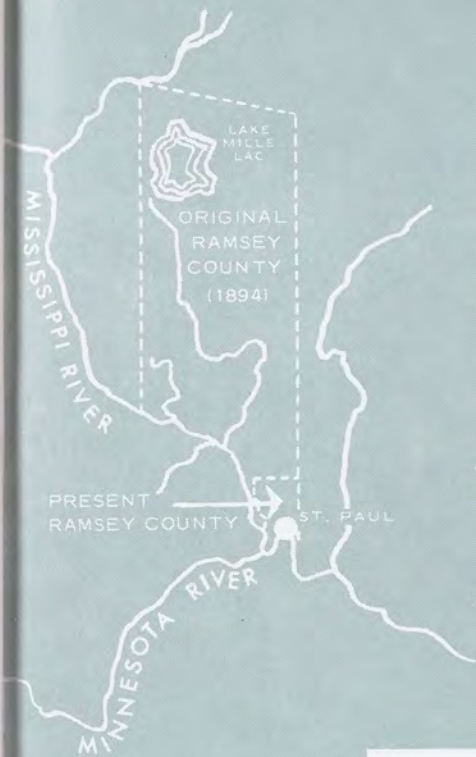 LAKE
MILLE
LAC
ORIGINAL
RAMSEY
COUNTY
(1894)
MISSISSIPPI RIVER
PRESENT
RAMSEY COUNTY
ST. PAUL
MINNESOTA RIVER